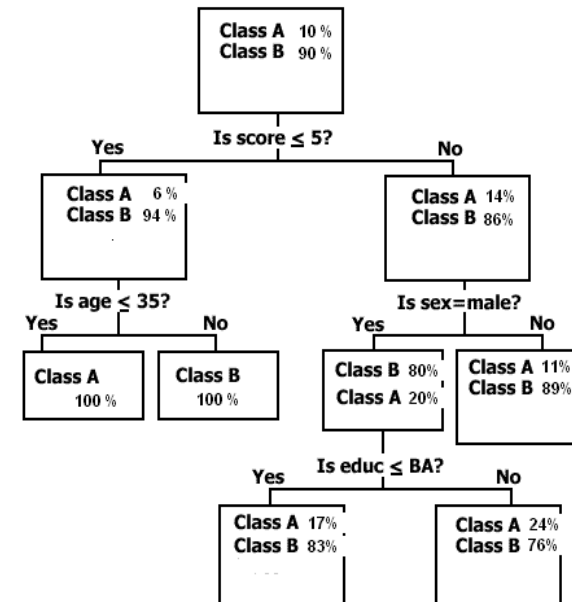 Class A 10 %
Class B 90 %
Is score ≤ 5?
Yes
No
Class A 6 %
Class B 94 %
Class A 14%
Class B 86%
Is age ≤ 35?
Is sex=male?
Yes
No
Yes
No
Class A
100 %
Class B
100 %
Class B 80%
Class A 20%
Class A 11%
Class B 89%
Is educ ≤ BA?
Yes
No
Class A 17%
Class B 83%
Class A 24%
Class B 76%